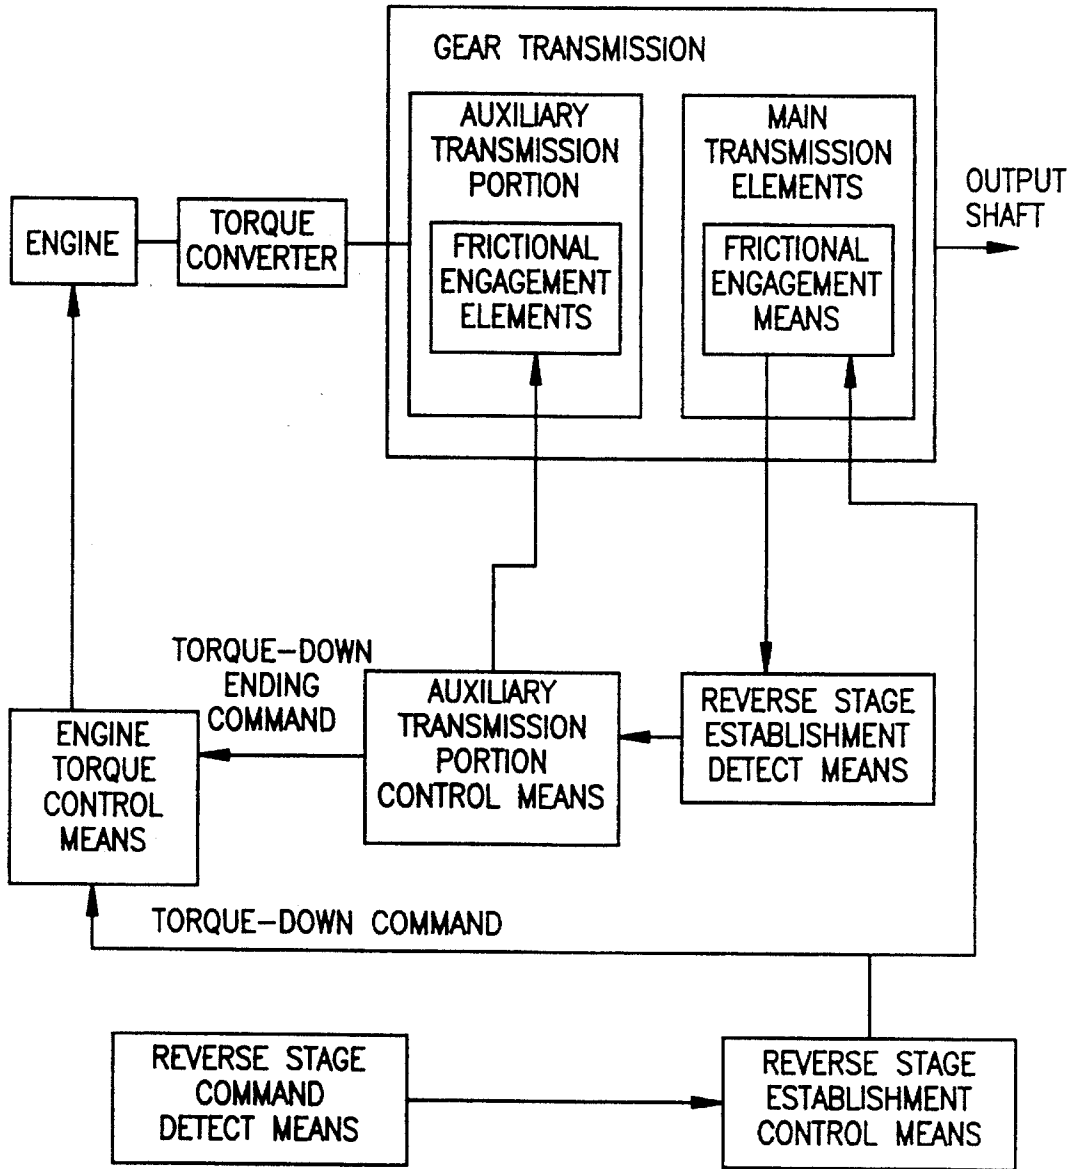 GEAR TRANSMISSION
AUXILIARY
TRANSMISSION
PORTION
MAIN
TRANSMISSION
ELEMENTS
OUTPUT
SHAFT
ENGINE
TORQUE
CONVERTER
FRICTIONAL
ENGAGEMENT
ELEMENTS
FRICTIONAL
ENGAGEMENT
MEANS
TORQUE-DOWN
ENDING
COMMAND
ENGINE
TORQUE
CONTROL
MEANS
AUXILIARY
TRANSMISSION
PORTION
CONTROL MEANS
REVERSE STAGE
ESTABLISHMENT
DETECT MEANS
TORQUE-DOWN COMMAND
REVERSE STAGE
COMMAND
DETECT MEANS
REVERSE STAGE
ESTABLISHMENT
CONTROL MEANS